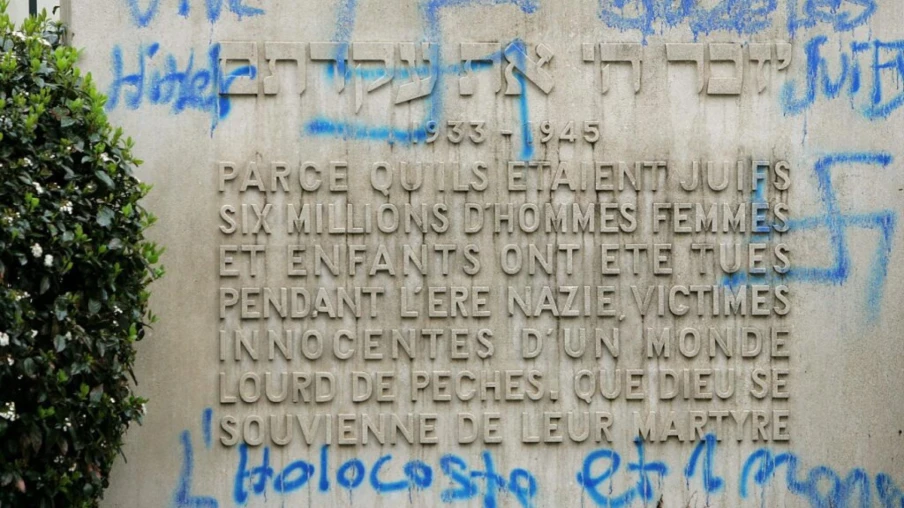 Hitler
Juif
יזכר ה' את עקדתם
1933 - 1945
PARCE QU'ILS ETAIENT JUIFS
SIX MILLIONS D'HOMMES FEMMES
ET ENFANTS ONT ETE TUES
PENDANT L'ERE NAZIE, VICTIMES
INNOCENTES D'UN MONDE
LOURD DE PECHES. QUE DIEU SE
SOUVIENNE DE LEUR MARTYRE
L'Holocoste et